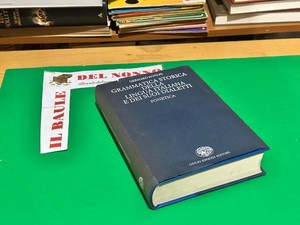 IL BAULE
DEL NONNO
GERHARD ROHLFS
GRAMMATICA STORICA
DELLA
LINGUA ITALIANA
E DEI SUOI DIALETTI
FONETICA
GIULIO EINAUDI EDITORE